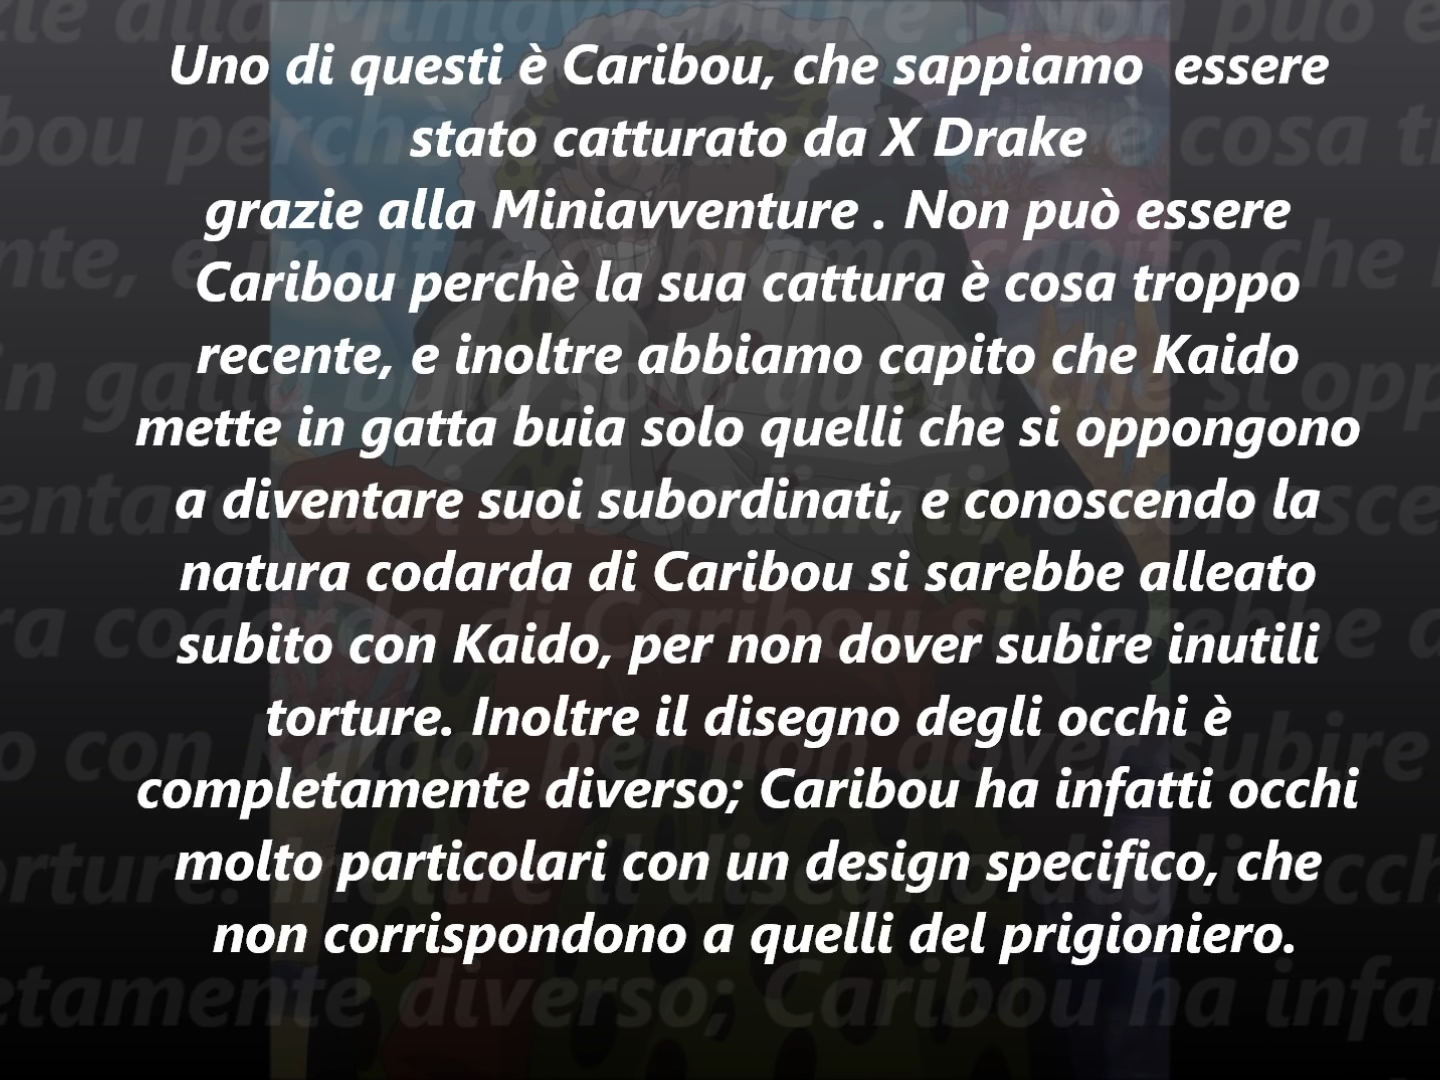 Uno di questi è Caribou, che sappiamo essere
stato catturato da X Drake
grazie alla Miniavventure . Non può essere
Caribou perchè la sua cattura è cosa troppo
recente, e inoltre abbiamo capito che Kaido
mette in gatta buia solo quelli che si oppongono
a diventare suoi subordinati, e conoscendo la
natura codarda di Caribou si sarebbe alleato
subito con Kaido, per non dover subire inutili
torture. Inoltre il disegno degli occhi è
completamente diverso; Caribou ha infatti occhi
molto particolari con un design specifico, che
non corrispondono a quelli del prigioniero.